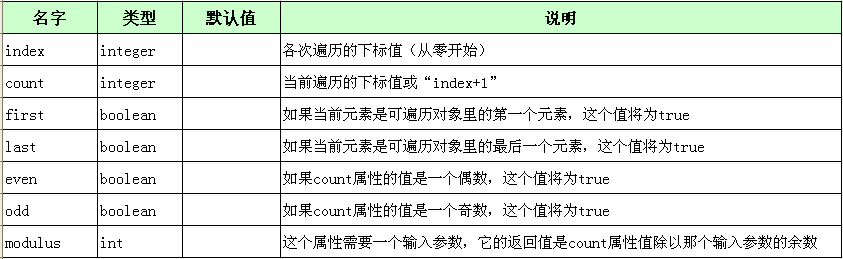 名字 类型 默认值 说明
index integer 各次遍历的下标值（从零开始）
count integer 当前遍历的下标值或“index+1”
first boolean 如果当前元素是可遍历对象里的第一个元素，这个值将为true
last boolean 如果当前元素是可遍历对象里的最后一个元素，这个值将为true
even boolean 如果count属性的值是一个偶数，这个值将为true
odd boolean 如果count属性的值是一个奇数，这个值将为true
modulus int 这个属性需要一个输入参数，它的返回值是count属性值除以那个输入参数的余数